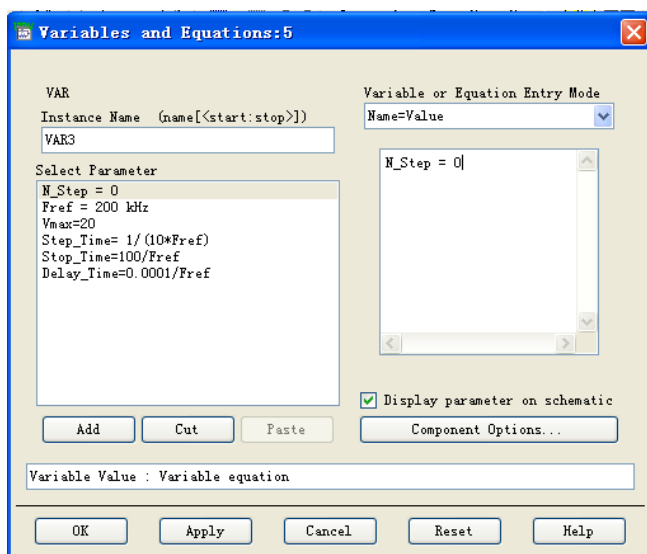 Variables and Equations:5
VAR
Instance Name (name[<start:stop>])
VAR3
Select Parameter
N_Step = 0
Fref = 200 kHz
Vmax=20
Step_Time= 1/(10*Fref)
Stop_Time=100/Fref
Delay_Time=0.0001/Fref
Add
Cut
Paste
Variable or Equation Entry Mode
Name=Value
N_Step = 0
Display parameter on schematic
Component Options...
Variable Value : Variable equation
OK
Apply
Cancel
Reset
Help